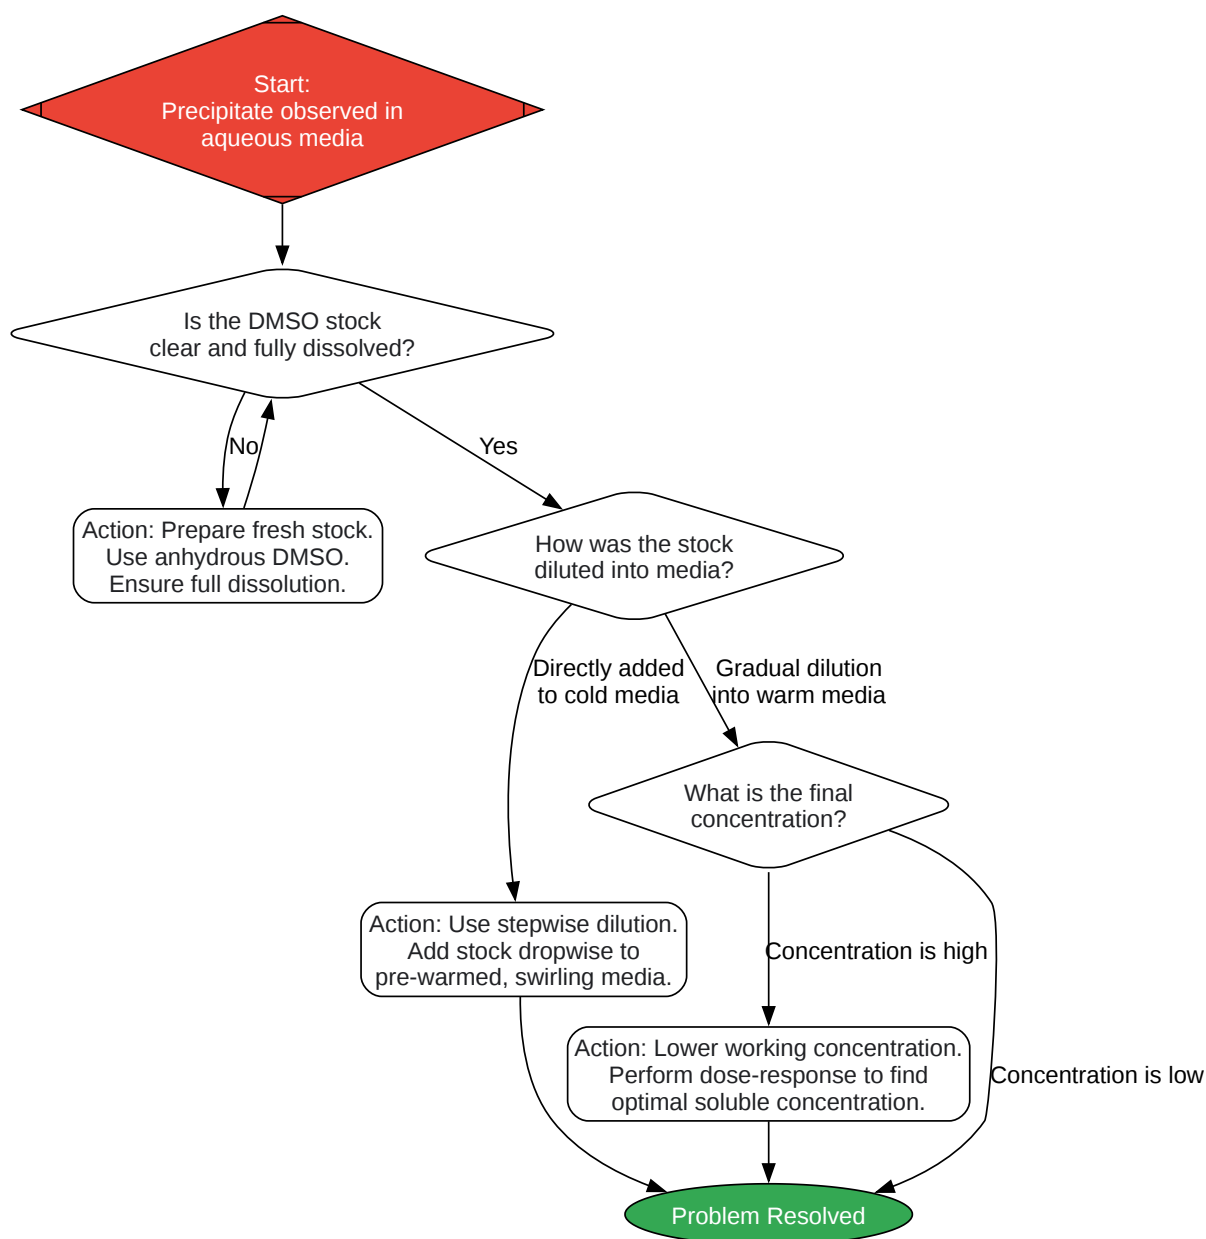 Start:
Precipitate observed in
aqueous media
Is the DMSO stock
clear and fully dissolved?
No
Yes
Action: Prepare fresh stock.
Use anhydrous DMSO.
Ensure full dissolution.
How was the stock
diluted into media?
Directly added
to cold media
Gradual dilution
into warm media
What is the final
concentration?
Action: Use stepwise dilution.
Add stock dropwise to
pre-warmed, swirling media.
Concentration is high
Action: Lower working concentration.
Perform dose-response to find
optimal soluble concentration.
Concentration is low
Problem Resolved